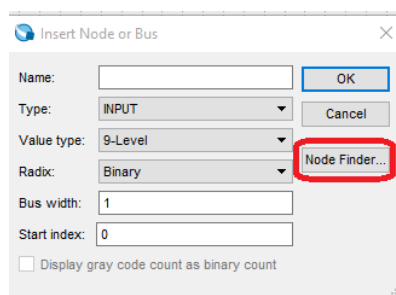 Insert Node or Bus
Name:
OK
Type: INPUT
Cancel
Value type: 9-Level
Node Finder...
Radix: Binary
Bus width: 1
Start index: 0
Display gray code count as binary count